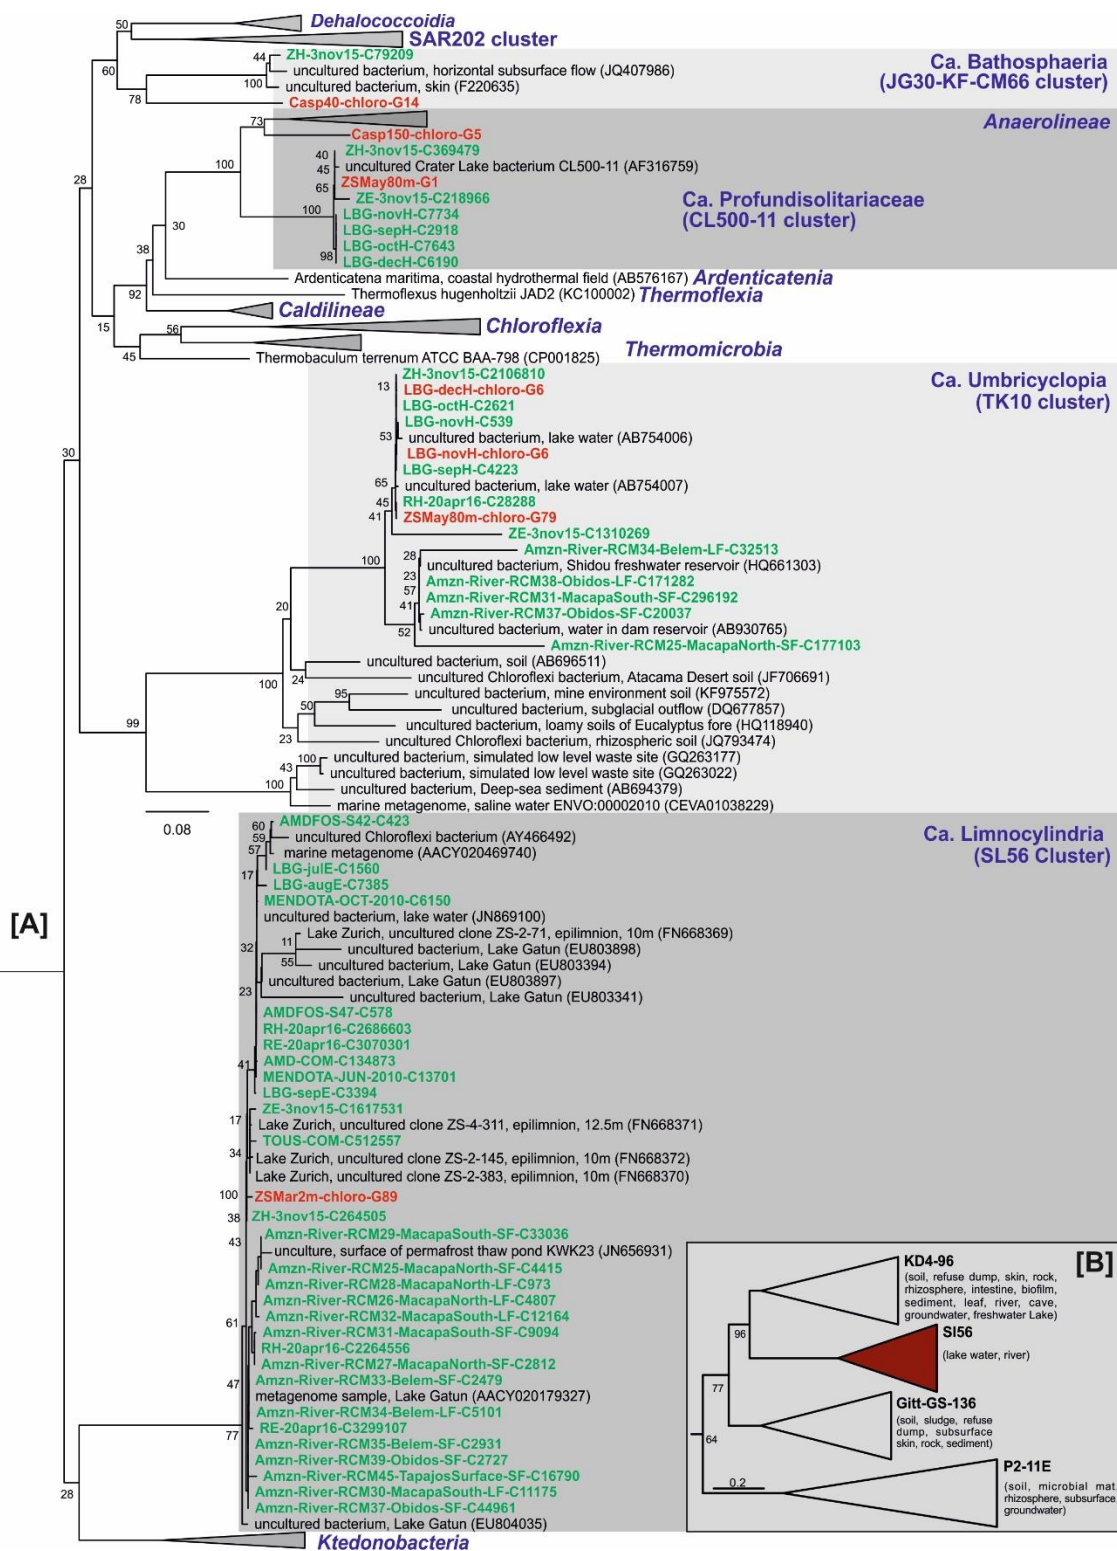 50
Dehalococcoidia
SAR202 cluster
60
44
ZH-3nov15-C79209
uncultured bacterium, horizontal subsurface flow (JQ407986)
100
uncultured bacterium, skin (F220635)
78
Casp40-chloro-G14
Ca. Bathosphaeria
(JG30-KF-CM66 cluster)
73
Anaerolineae
Casp150-chloro-G5
40
ZH-3nov15-C369479
100
45
uncultured Crater Lake bacterium CL500-11 (AF316759)
28
65
ZSMay80m-G1
ZE-3nov15-C218966
Ca. Profundisolitariaceae
(CL500-11 cluster)
100
LBG-novH-C7734
LBG-sepH-C2918
30
LBG-octH-C7643
38
98
LBG-decH-C6190
Ardenticatena maritima, coastal hydrothermal field (AB576167) Ardenticatenia
92
Thermoflexus hugenholtzii JAD2 (KC100002) Thermoflexia
Caldilineae
15
56
Chloroflexia
45
Thermomicrobia
Thermobaculum terrenum ATCC BAA-798 (CP001825)
ZH-3nov15-C2106810
Ca. Umbricyclopia
(TK10 cluster)
13
LBG-decH-chloro-G6
LBG-octH-C2621
LBG-novH-C539
53
uncultured bacterium, lake water (AB754006)
30
LBG-novH-chloro-G6
LBG-sepH-C4223
65
uncultured bacterium, lake water (AB754007)
45
RH-20apr16-C28288
41
ZSMay80m-chloro-G79
ZE-3nov15-C1310269
28
Amzn-River-RCM34-Belem-LF-C32513
100
uncultured bacterium, Shidou freshwater reservoir (HQ661303)
23
Amzn-River-RCM38-Obidos-LF-C171282
57
Amzn-River-RCM31-MacapaSouth-SF-C296192
20
41
Amzn-River-RCM37-Obidos-SF-C20037
52
uncultured bacterium, water in dam reservoir (AB930765)
Amzn-River-RCM25-MacapaNorth-SF-C177103
uncultured bacterium, soil (AB696511)
24
uncultured Chloroflexi bacterium, Atacama Desert soil (JF706691)
100
95
uncultured bacterium, mine environment soil (KF975572)
50
uncultured bacterium, subglacial outflow (DQ677857)
99
uncultured bacterium, loamy soils of Eucalyptus fore (HQ118940)
23
uncultured Chloroflexi bacterium, rhizospheric soil (JQ793474)
100
uncultured bacterium, simulated low level waste site (GQ263177)
43
uncultured bacterium, simulated low level waste site (GQ263022)
100
uncultured bacterium, Deep-sea sediment (AB694379)
marine metagenome, saline water ENVO:00002010 (CEVA01038229)
0.08
60
AMDFOS-S42-C423
Ca. Limnocylindria
(SL56 Cluster)
59
uncultured Chloroflexi bacterium (AY466492)
57
marine metagenome (AACY020469740)
17
LBG-julE-C1560
LBG-augE-C7385
MENDOTA-OCT-2010-C6150
[A]
uncultured bacterium, lake water (JN869100)
Lake Zurich, uncultured clone ZS-2-71, epilimnion, 10m (FN668369)
32
11
uncultured bacterium, Lake Gatun (EU803898)
55
uncultured bacterium, Lake Gatun (EU803394)
uncultured bacterium, Lake Gatun (EU803897)
23
uncultured bacterium, Lake Gatun (EU803341)
AMDFOS-S47-C578
RH-20apr16-C2686603
RE-20apr16-C3070301
41
AMD-COM-C134873
MENDOTA-JUN-2010-C13701
LBG-sepE-C3394
ZE-3nov15-C1617531
17
Lake Zurich, uncultured clone ZS-4-311, epilimnion, 12.5m (FN668371)
TOUS-COM-C512557
34
Lake Zurich, uncultured clone ZS-2-145, epilimnion, 10m (FN668372)
Lake Zurich, uncultured clone ZS-2-383, epilimnion, 10m (FN668370)
100
ZSMar2m-chloro-G89
38
ZH-3nov15-C264505
Amzn-River-RCM29-MacapaSouth-SF-C33036
43
unculture, surface of permafrost thaw pond KWK23 (JN656931)
Amzn-River-RCM25-MacapaNorth-SF-C4415
Amzn-River-RCM28-MacapaNorth-LF-C973
Amzn-River-RCM26-MacapaNorth-LF-C4807
61
Amzn-River-RCM32-MacapaNorth-LF-C12164
Amzn-River-RCM31-MacapaSouth-SF-C9094
RH-20apr16-C2264556
Amzn-River-RCM27-MacapaNorth-SF-C2812
47
Amzn-River-RCM33-Belem-SF-C2479
metagenome sample, Lake Gatun (AACY020179327)
Amzn-River-RCM34-Belem-LF-C5101
77
RE-20apr16-C3299107
Amzn-River-RCM35-Belem-SF-C2931
Amzn-River-RCM39-Obidos-SF-C2727
Amzn-River-RCM45-TapajosSurface-SF-C16790
28
Amzn-River-RCM30-MacapaSouth-LF-C11175
Amzn-River-RCM37-Obidos-SF-C44961
uncultured bacterium, Lake Gatun (EU804035)
Ktedonobacteria
[B]
KD4-96
(soil, refuse dump, skin, rock,
rhizosphere, intestine, biofilm,
sediment, leaf, river, cave,
groundwater, freshwater Lake)
96
Sl56
(lake water, river)
77
Gitt-GS-136
(soil, sludge, refuse
dump, subsurface
skin, rock, sediment)
64
P2-11E
(soil, microbial mat,
rhizosphere, subsurface,
groundwater)
0.2